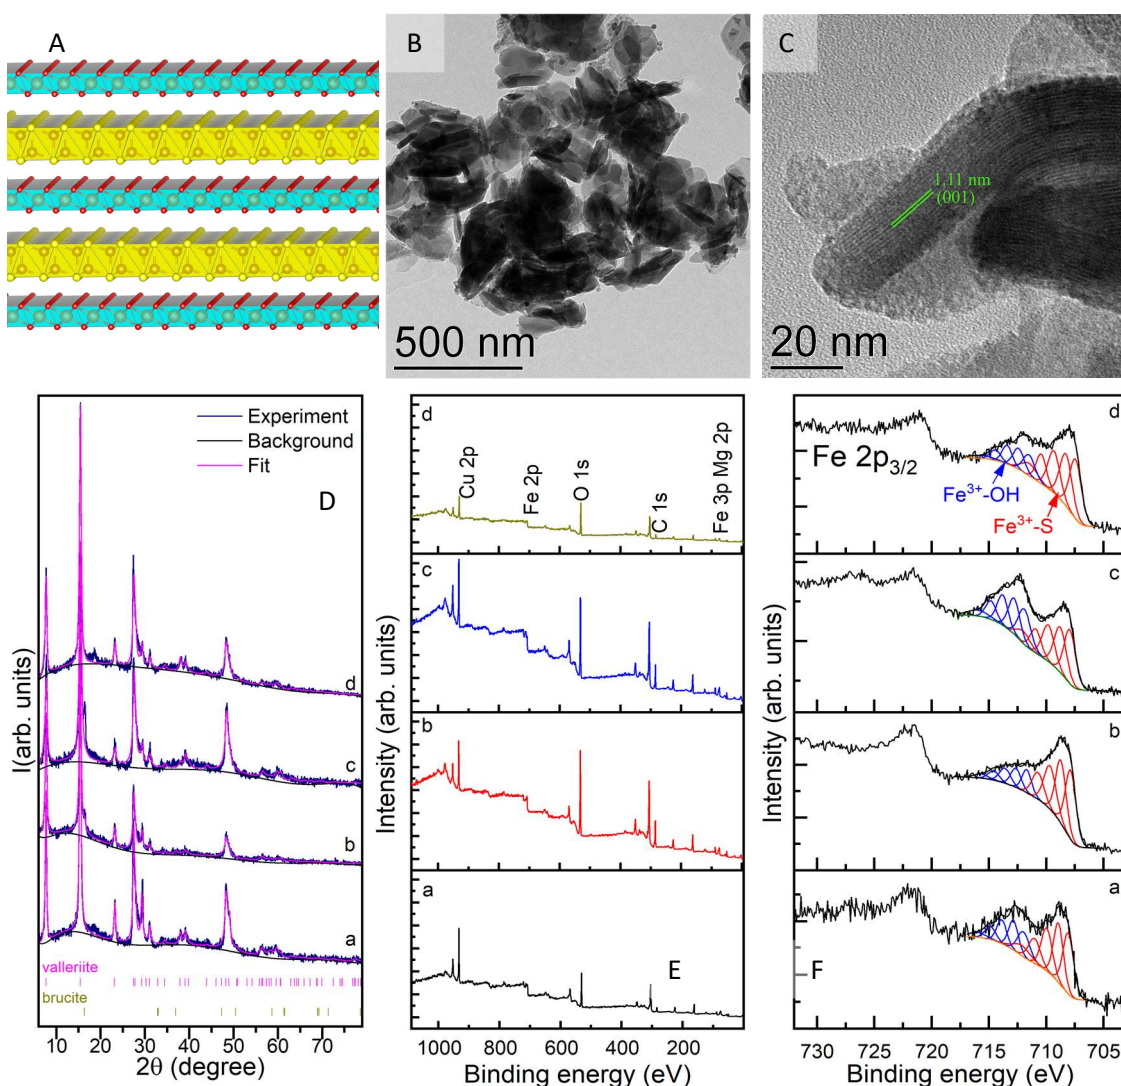 A
B
500 nm
C
1.11 nm
(001)
20 nm
D
Experiment
Background
Fit
d
c
b
a
valleriite
brucite
I(arb. units)
10 20 30 40 50 60 70
2θ (degree)
E
d
Cu 2p
Fe 2p
O 1s
C 1s
Fe 3p Mg 2p
c
b
a
Intensity (arb. units)
1000 800 600 400 200
Binding energy (eV)
F
d
Fe 2p3/2
Fe3+-OH
Fe3+-S
c
b
a
Intensity (arb. units)
730 725 720 715 710 705
Binding energy (eV)